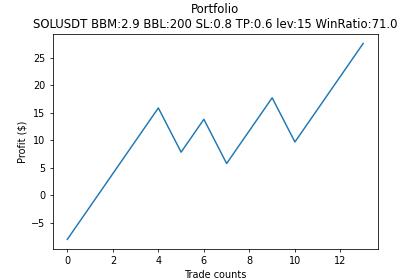 Portfolio
SOLUSDT BBM:2.9 BBL:200 SL:0.8 TP:0.6 lev:15 WinRatio:71.0
25
20
15
10
5
0
−5
Profit ($)
0 2 4 6 8 10 12
Trade counts